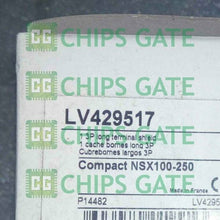 CHIPS GATE
CHIPS GATE
LV429517
1 3P long terminal shield
1 cache bornes long 3P
Cubrebornes largos 3P
CHIPS GATE
Compact NSX100-250
Made in France
P14482
LV4295
CHIPS GATE